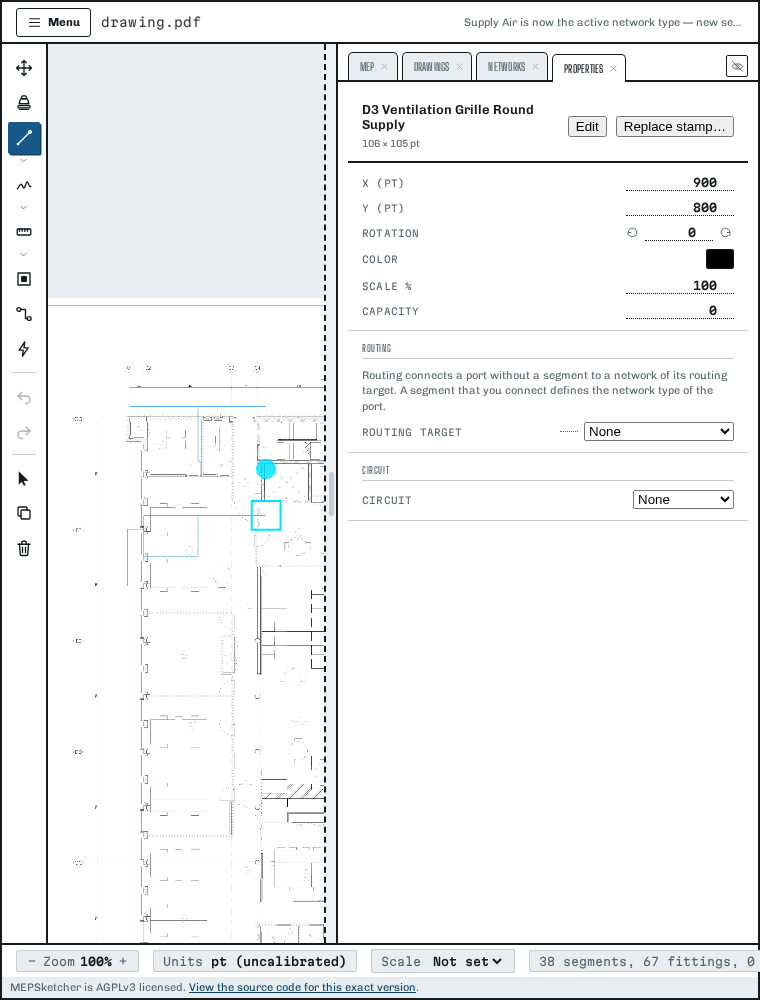 Menu drawing.pdf Supply Air is now the active network type — new se…
MEP × DRAWINGS × NETWORKS × PROPERTIES ×
D3 Ventilation Grille Round
Supply
106 × 105 pt
Edit Replace stamp…
X (PT) 900
Y (PT) 800
ROTATION 0
COLOR
SCALE % 100
CAPACITY 0
ROUTING
Routing connects a port without a segment to a network of its routing
target. A segment that you connect defines the network type of the
port.
ROUTING TARGET None
CIRCUIT
CIRCUIT None
− Zoom 100% + Units pt (uncalibrated) Scale Not set 38 segments, 67 fittings, 0
MEPSketcher is AGPLv3 licensed. View the source code for this exact version.